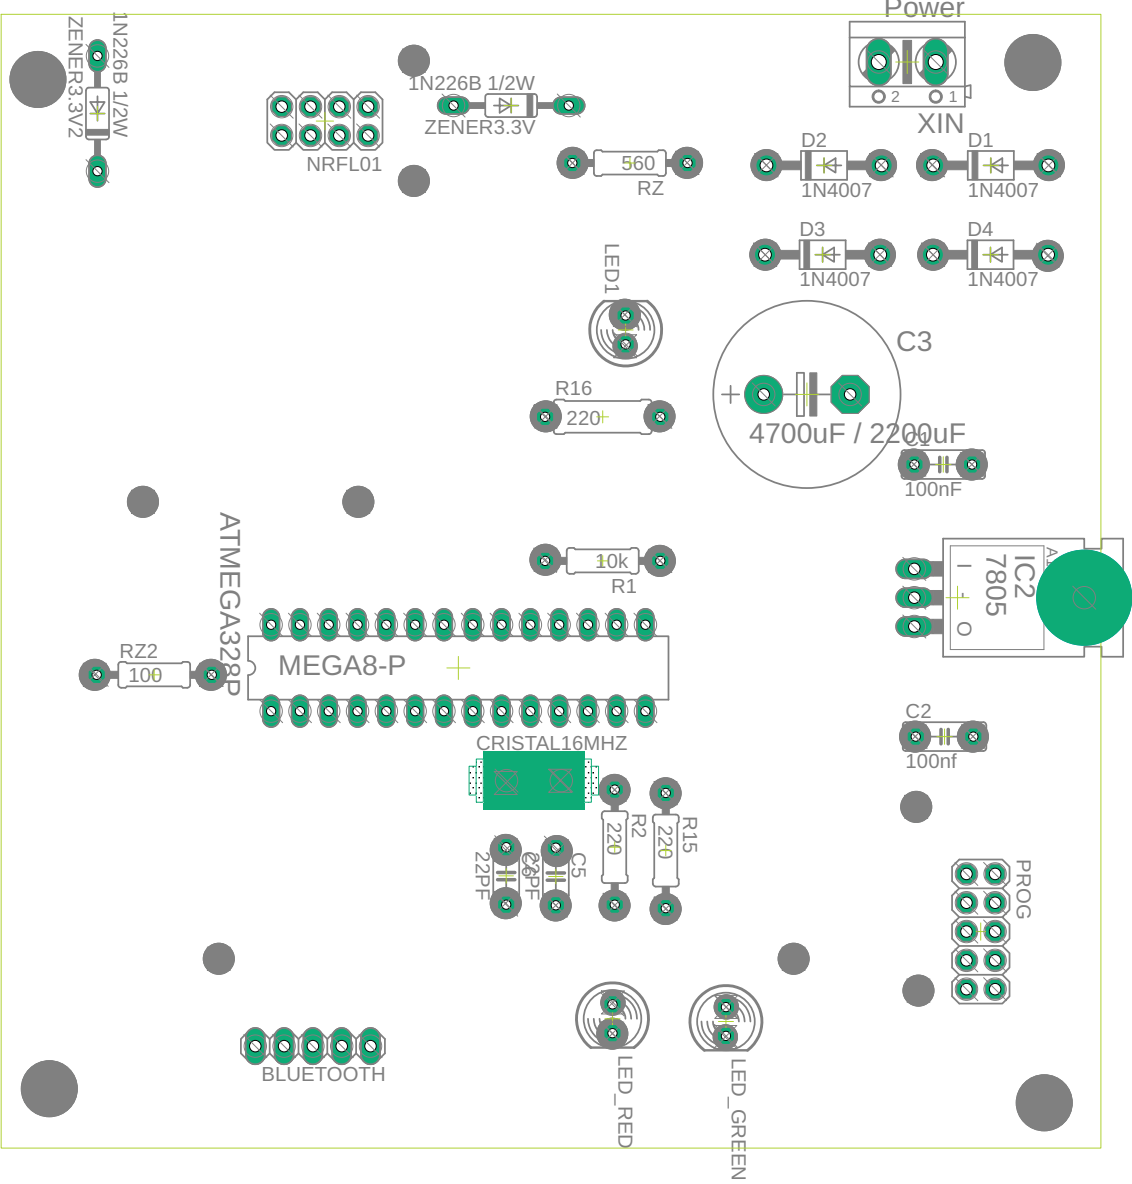 Power
2
1
XIN
1N226B 1/2W
ZENER3.3V2
1N226B 1/2W
ZENER3.3V
NRFL01
560
RZ
D2
1N4007
D1
1N4007
D3
1N4007
D4
1N4007
LED1
C3
+
4700uF / 2200uF
R16
220
C1
100nF
ATMEGA328P
10k
R1
IC2
7805
I
-
O
RZ2
100
MEGA8-P
C2
100nf
CRISTAL16MHZ
R2
220
R15
220
22PF
C5
PROG
BLUETOOTH
LED_RED
LED_GREEN